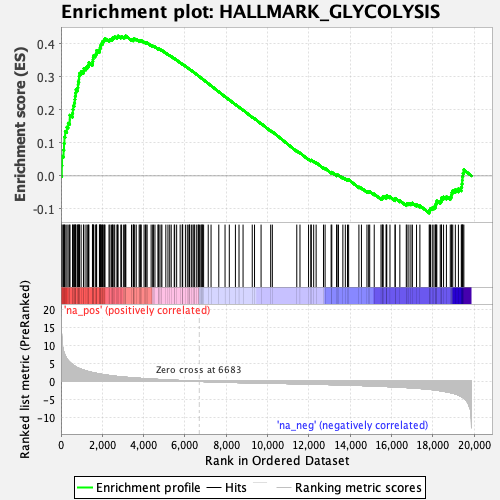 Enrichment plot: HALLMARK_GLYCOLYSIS
Enrichment score (ES)
0.4
0.3
0.2
0.1
0.0
-0.1
'na_pos' (positively correlated)
Ranked list metric (PreRanked)
20
15
10
5
0
-5
-10
Zero cross at 6683
'na_neg' (negatively correlated)
0
2,000
4,000
6,000
8,000
10,000
12,000
14,000
16,000
18,000
20,000
Rank in Ordered Dataset
Enrichment profile
Hits
Ranking metric scores